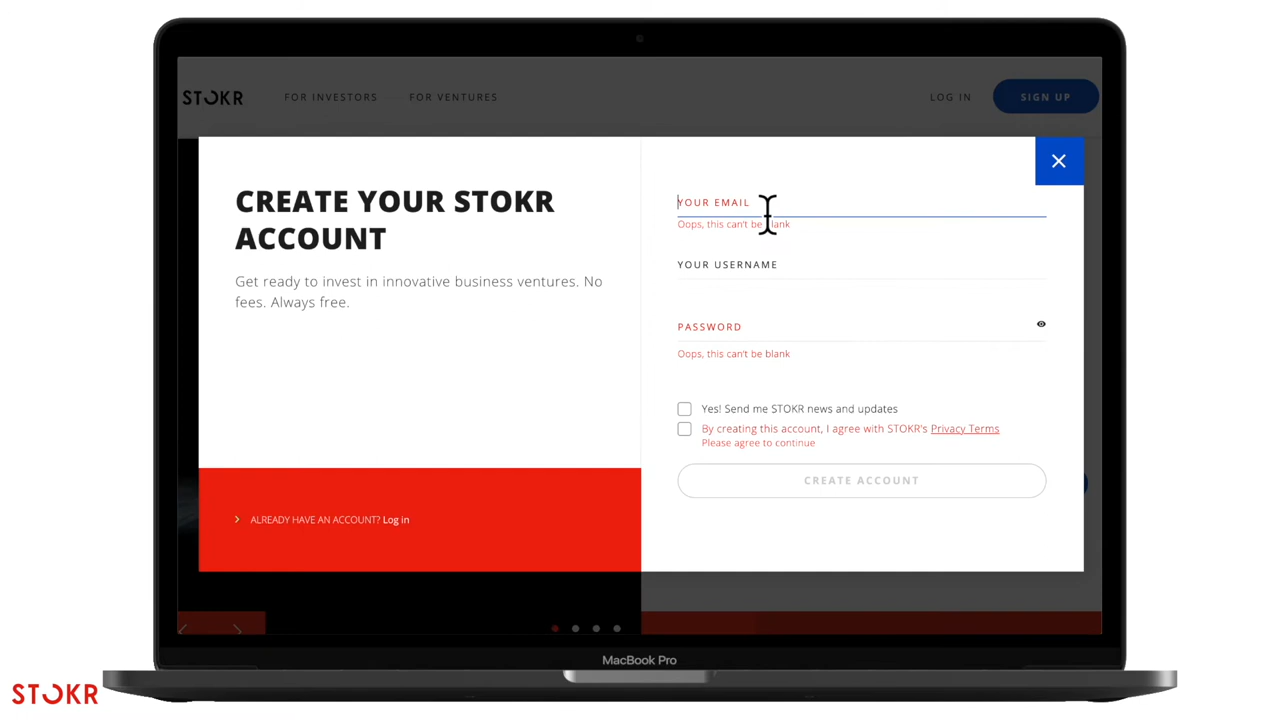 STOKR
FOR INVESTORS
FOR VENTURES
LOG IN
SIGN UP
CREATE YOUR STOKR
ACCOUNT
Get ready to invest in innovative business ventures. No
fees. Always free.
ALREADY HAVE AN ACCOUNT? Log in
YOUR EMAIL
Oops, this can't be blank
YOUR USERNAME
PASSWORD
Oops, this can't be blank
Yes! Send me STOKR news and updates
By creating this account, I agree with STOKR's Privacy Terms
Please agree to continue
CREATE ACCOUNT
MacBook Pro
STOKR